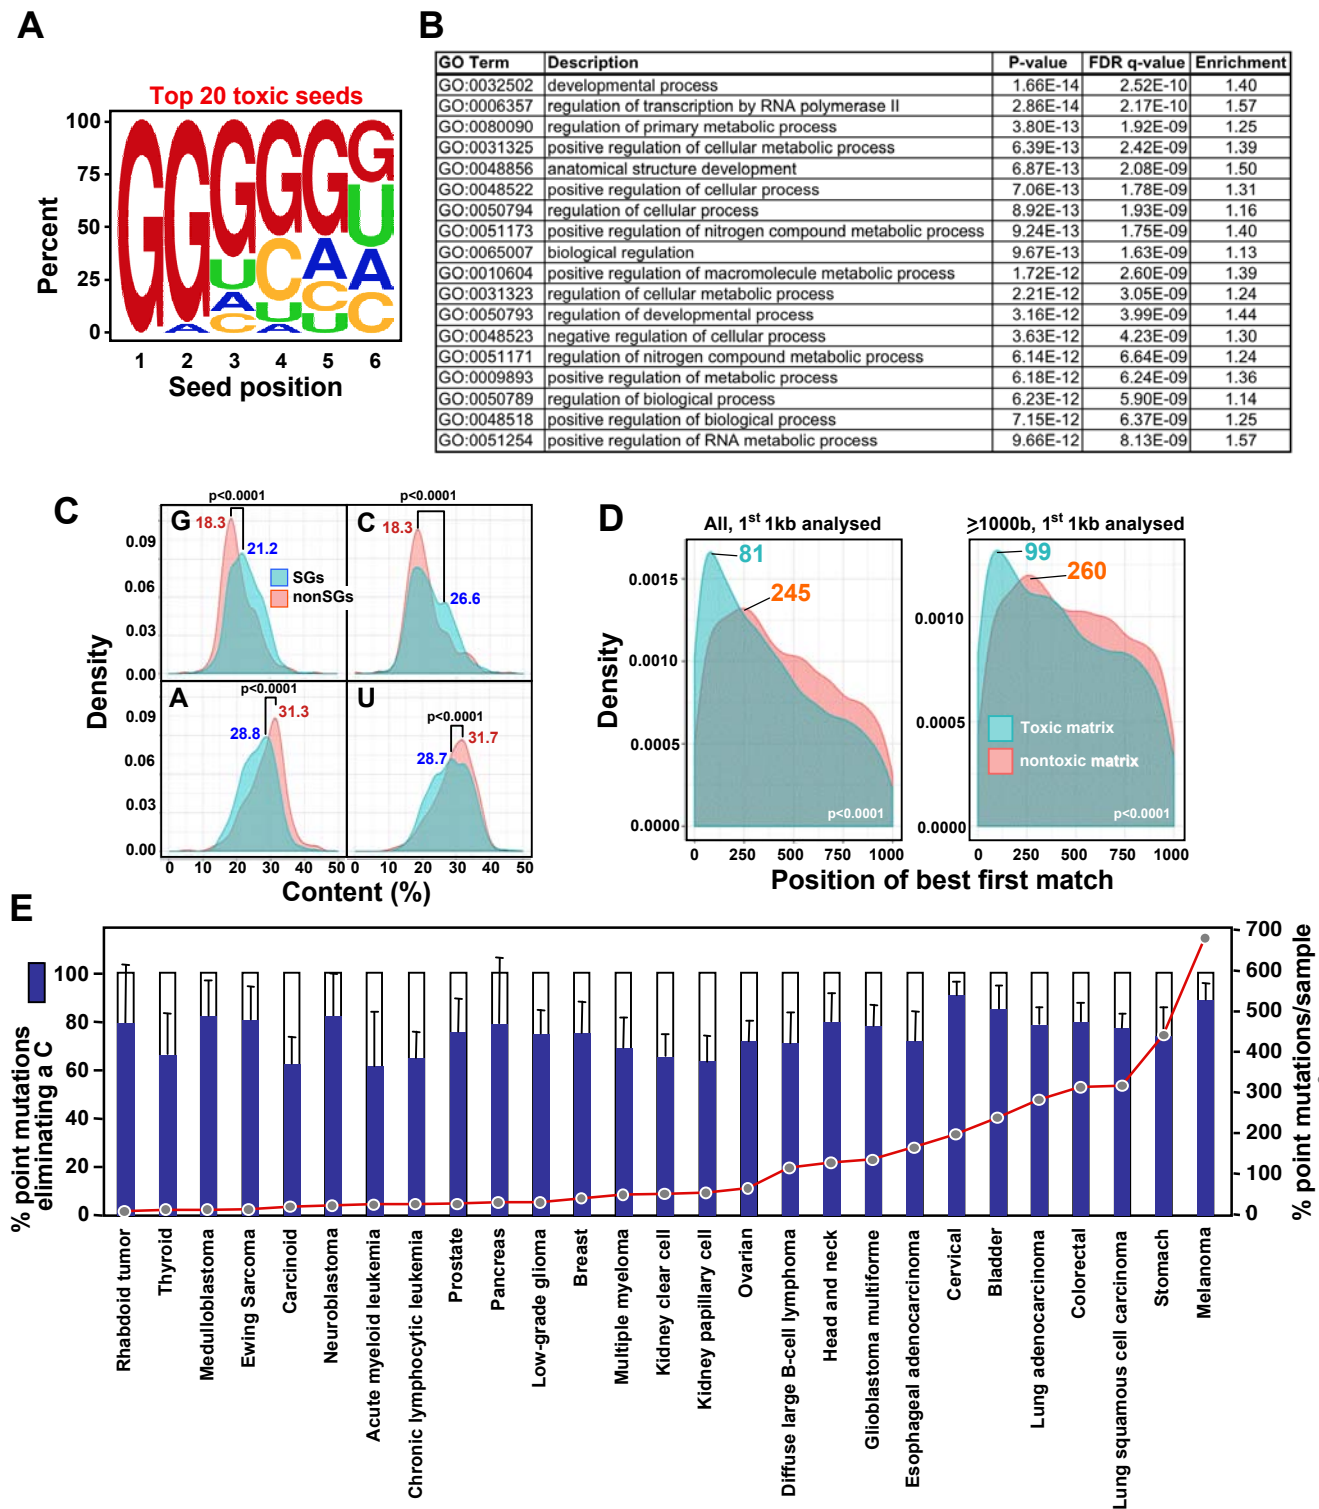 A
Top 20 toxic seeds
Percent
100
75
50
25
0
G G G G G G
U C A U
A U C A
A C A U C
1 2 3 4 5 6
Seed position
B
GO Term Description P-value FDR q-value Enrichment
GO:0032502 developmental process 1.66E-14 2.52E-10 1.40
GO:0006357 regulation of transcription by RNA polymerase II 2.86E-14 2.17E-10 1.57
GO:0080090 regulation of primary metabolic process 3.80E-13 1.92E-09 1.25
GO:0031325 positive regulation of cellular metabolic process 6.39E-13 2.42E-09 1.39
GO:0048856 anatomical structure development 6.87E-13 2.08E-09 1.50
GO:0048522 positive regulation of cellular process 7.06E-13 1.78E-09 1.31
GO:0050794 regulation of cellular process 8.92E-13 1.93E-09 1.16
GO:0051173 positive regulation of nitrogen compound metabolic process 9.24E-13 1.75E-09 1.40
GO:0065007 biological regulation 9.67E-13 1.63E-09 1.13
GO:0010604 positive regulation of macromolecule metabolic process 1.72E-12 2.60E-09 1.39
GO:0031323 regulation of cellular metabolic process 2.21E-12 3.05E-09 1.24
GO:0050793 regulation of developmental process 3.16E-12 3.99E-09 1.44
GO:0048523 negative regulation of cellular process 3.63E-12 4.23E-09 1.30
GO:0051171 regulation of nitrogen compound metabolic process 6.14E-12 6.64E-09 1.24
GO:0009893 positive regulation of metabolic process 6.18E-12 6.24E-09 1.36
GO:0050789 regulation of biological process 6.23E-12 5.90E-09 1.14
GO:0048518 positive regulation of biological process 7.15E-12 6.37E-09 1.25
GO:0051254 positive regulation of RNA metabolic process 9.66E-12 8.13E-09 1.57
C
Density
p<0.0001
G
18.3
21.2
SGs
nonSGs
0.09
0.06
0.03
0.00
p<0.0001
C
18.3
26.6
p<0.0001
A
28.8
31.3
0.09
0.06
0.03
0.00
p<0.0001
U
28.7
31.7
0 10 20 30 40 50 0 10 20 30 40 50
Content (%)
D
All, 1st 1kb analysed
81
245
0.0015
0.0010
0.0005
0.0000
Density
p<0.0001
0 250 500 750 1000
≥1000b, 1st 1kb analysed
99
260
0.0010
0.0005
0.0000
Toxic matrix
nontoxic matrix
p<0.0001
0 250 500 750 1000
Position of best first match
E
% point mutations
eliminating a C
100
80
60
40
20
0
700
600
500
400
300
200
100
0
% point mutations/sample
Rhabdoid tumor
Thyroid
Medulloblastoma
Ewing Sarcoma
Carcinoid
Neuroblastoma
Acute myeloid leukemia
Chronic lymphocytic leukemia
Prostate
Pancreas
Low-grade glioma
Breast
Multiple myeloma
Kidney clear cell
Kidney papillary cell
Ovarian
Diffuse large B-cell lymphoma
Head and neck
Glioblastoma multiforme
Esophageal adenocarcinoma
Cervical
Bladder
Lung adenocarcinoma
Colorectal
Lung squamous cell carcinoma
Stomach
Melanoma